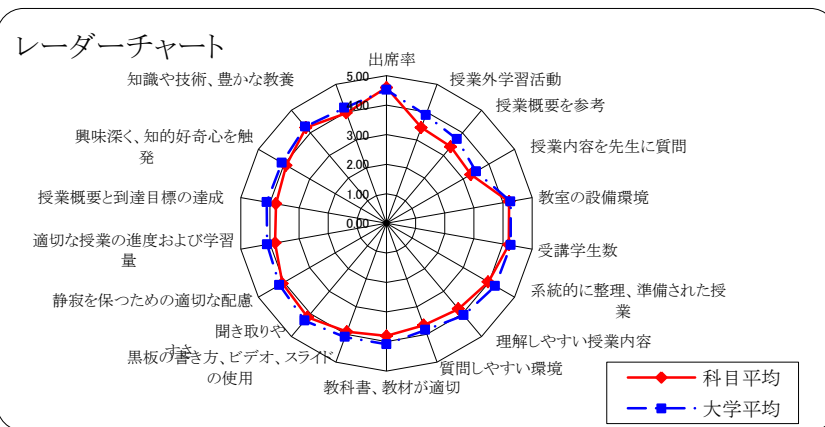 レーダーチャート
出席率
授業外学習活動
授業概要を参考
授業内容を先生に質問
教室の設備環境
受講学生数
系統的に整理、準備された授
業
理解しやすい授業内容
質問しやすい環境
教科書、教材が適切
黒板の書き方、ビデオ、スライド
の使用
聞き取りや
すさ
静寂を保つための適切な配慮
適切な授業の進度および学習
量
授業概要と到達目標の達成
興味深く、知的好奇心を触
発
知識や技術、豊かな教養
5.00
4.00
3.00
2.00
1.00
0.00
科目平均
大学平均